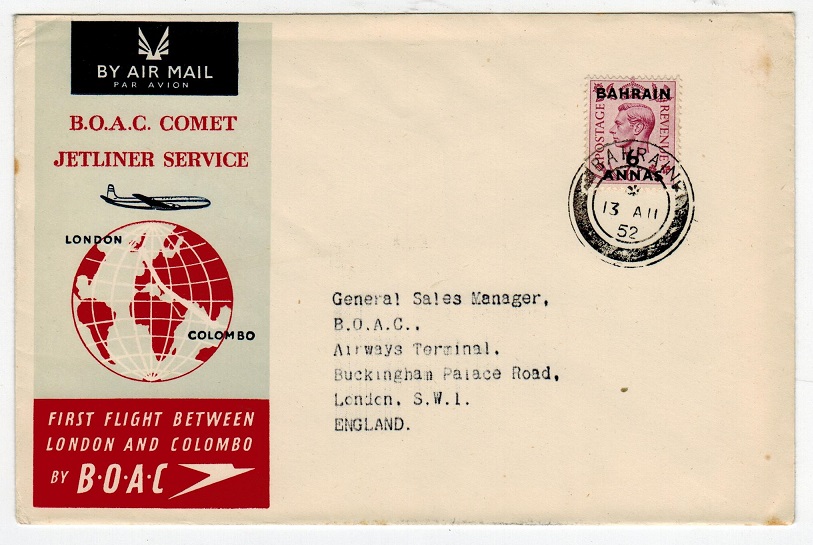 BY AIR MAIL
PAR AVION
B.O.A.C. COMET
JETLINER SERVICE
LONDON
COLOMBO
FIRST FLIGHT BETWEEN
LONDON AND COLOMBO
BY B·O·A·C
BAHRAIN
POSTAGE
REVENUE
6
ANNAS
BAHRAIN
13 A 11
52
General Sales Manager,
B.O.A.C.,
Airways Terminal,
Buckingham Palace Road,
London, S.W.1.
ENGLAND.